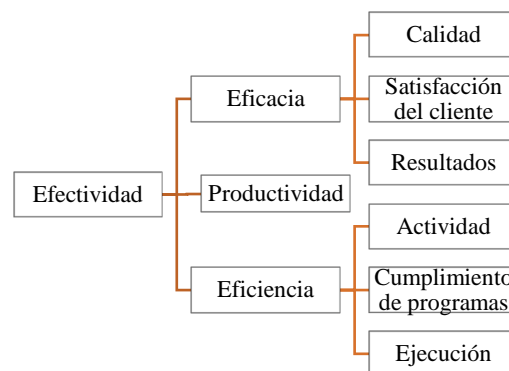 Efectividad
Eficacia
Calidad
Satisfacción
del cliente
Resultados
Productividad
Eficiencia
Actividad
Cumplimiento
de programas
Ejecución